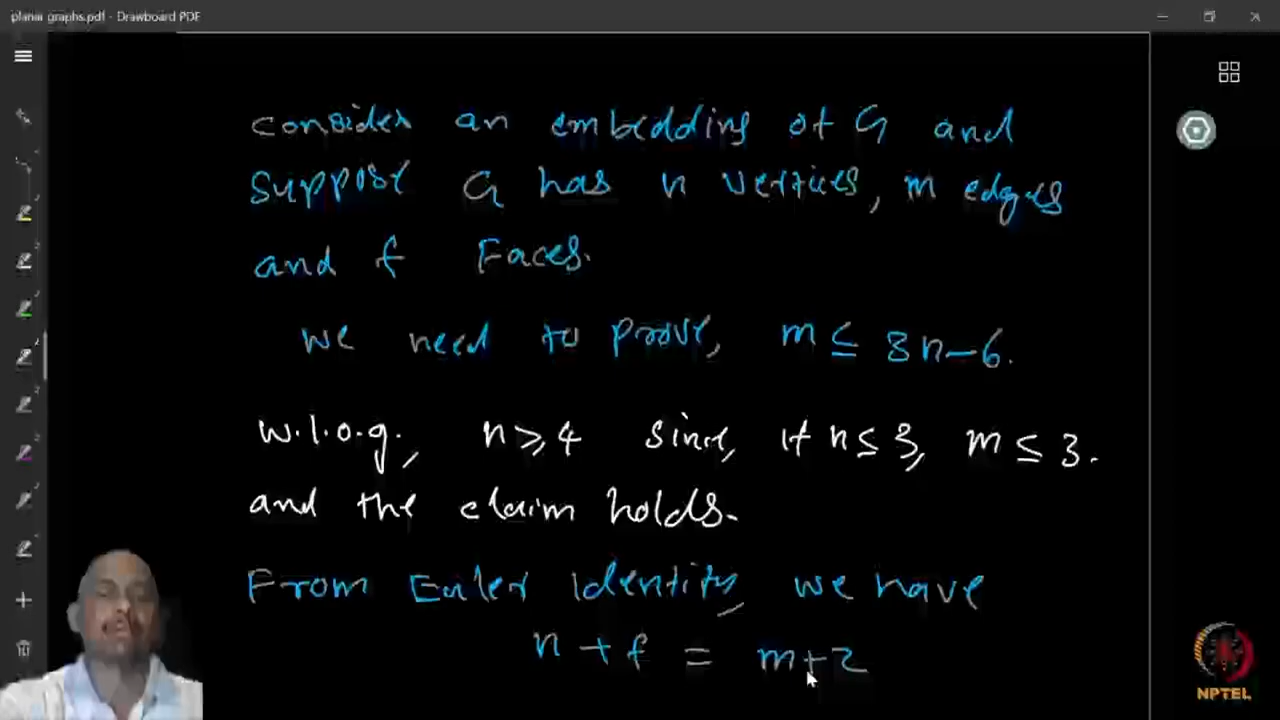 planar graphs.pdf - Drawboard PDF
consider an embedding of G and
suppose G has n vertices, m edges
and f Faces.
we need to prove, m ≤ 3n-6.
w.l.o.g., n ≥ 4 since, if n ≤ 3, m ≤ 3.
and the claim holds.
From Euler Identity, we have
n + f = m+2
NPTEL